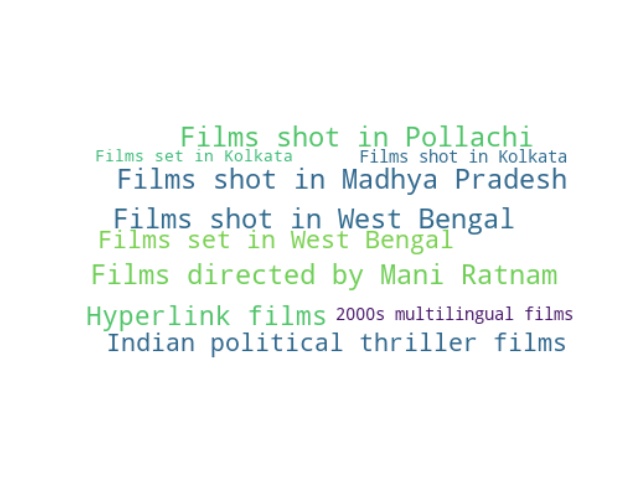 Films shot in Pollachi
Films set in Kolkata
Films shot in Kolkata
Films shot in Madhya Pradesh
Films shot in West Bengal
Films set in West Bengal
Films directed by Mani Ratnam
Hyperlink films
2000s multilingual films
Indian political thriller films